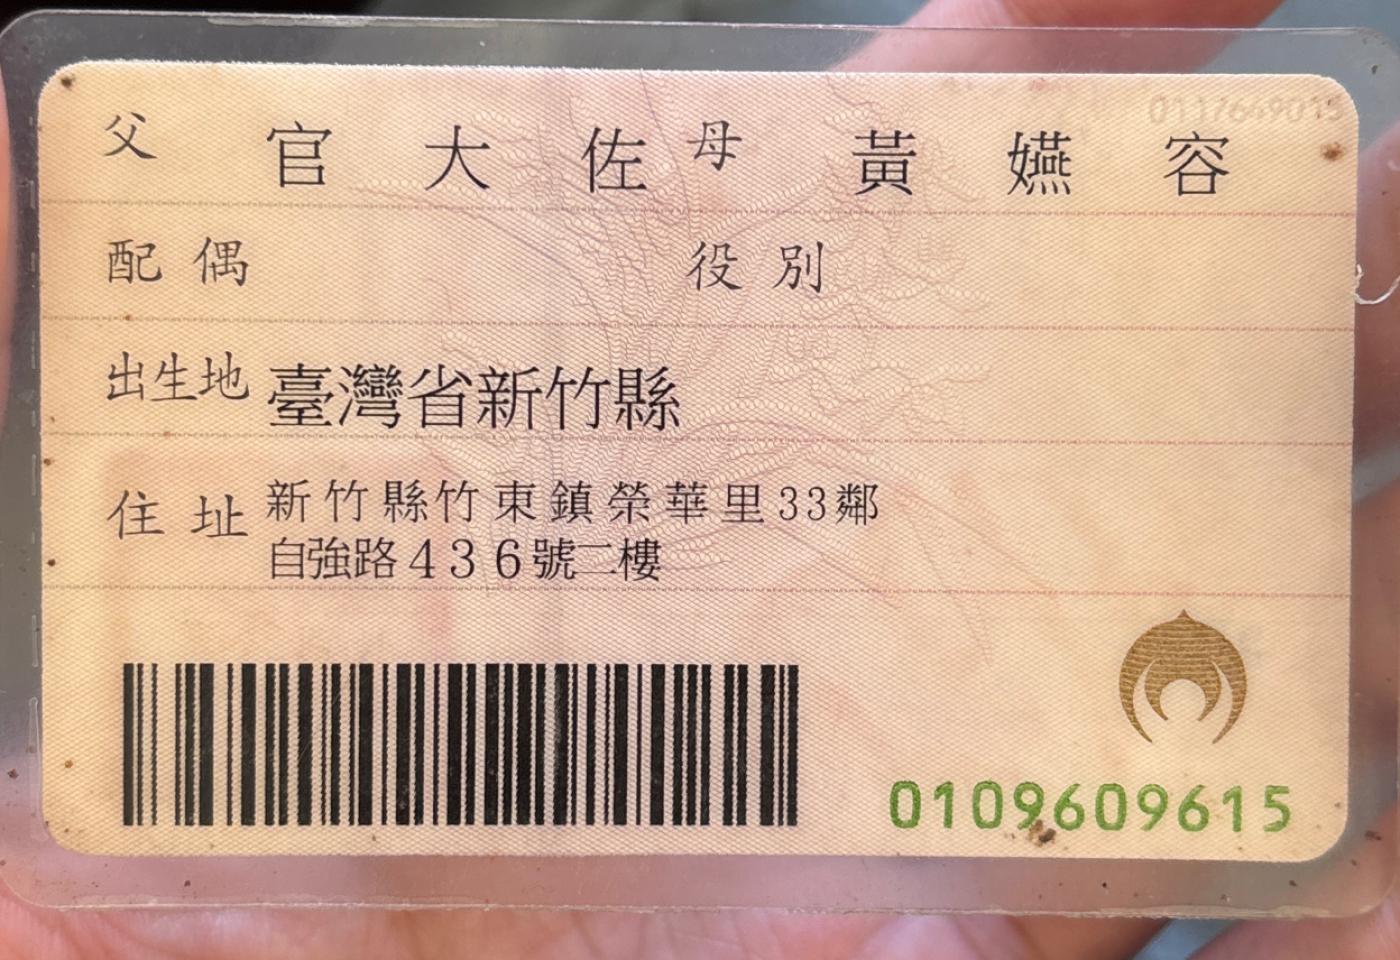 父 官大佐 母 黃嬿容
配偶 役別
出生地 臺灣省新竹縣
住址 新竹縣竹東鎮榮華里33鄰
自強路436號二樓
0109609615